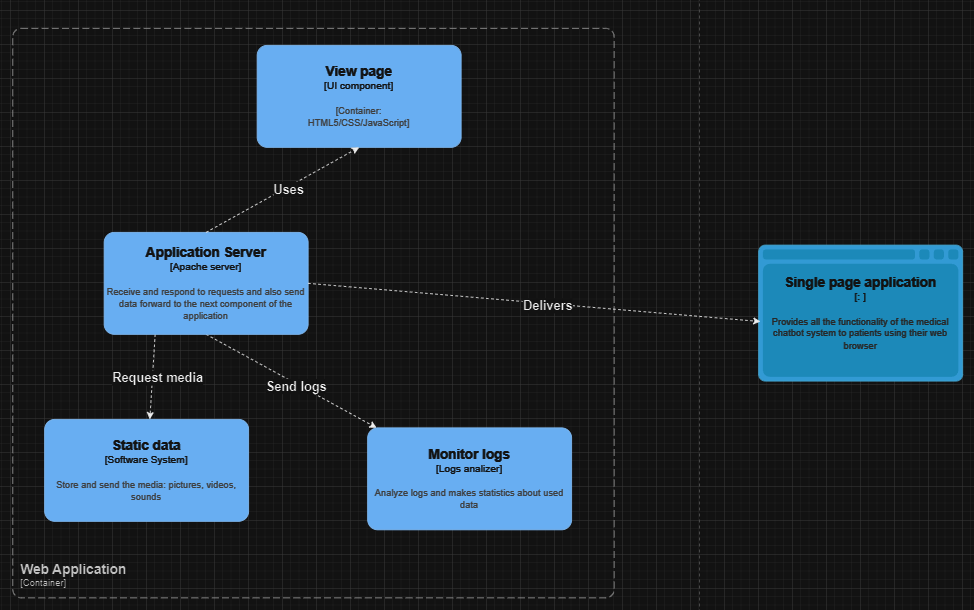 View page
[UI component]
[Container:
HTML5/CSS/JavaScript]
Uses
Application Server
[Apache server]
Receive and respond to requests and also send
data forward to the next component of the
application
Delivers
Single page application
[: ]
Provides all the functionality of the medical
chatbot system to patients using their web
browser
Request media
Send logs
Static data
[Software System]
Store and send the media: pictures, videos,
sounds
Monitor logs
[Logs analizer]
Analyze logs and makes statistics about used
data
Web Application
[Container]